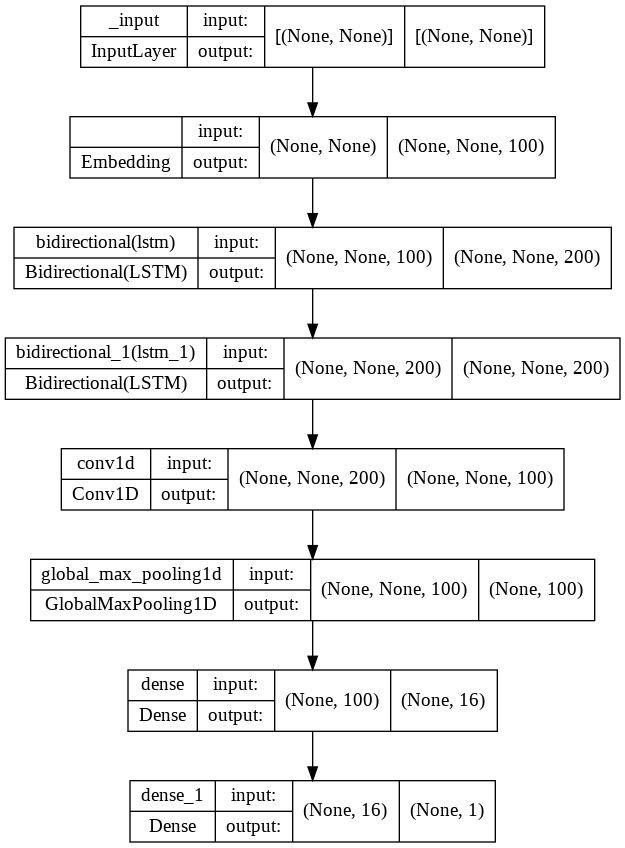 _input input: [(None, None)] [(None, None)]
InputLayer output:
input: (None, None) (None, None, 100)
Embedding output:
bidirectional(lstm) input: (None, None, 100) (None, None, 200)
Bidirectional(LSTM) output:
bidirectional_1(lstm_1) input: (None, None, 200) (None, None, 200)
Bidirectional(LSTM) output:
conv1d input: (None, None, 200) (None, None, 100)
Conv1D output:
global_max_pooling1d input: (None, None, 100) (None, 100)
GlobalMaxPooling1D output:
dense input: (None, 100) (None, 16)
Dense output:
dense_1 input: (None, 16) (None, 1)
Dense output: